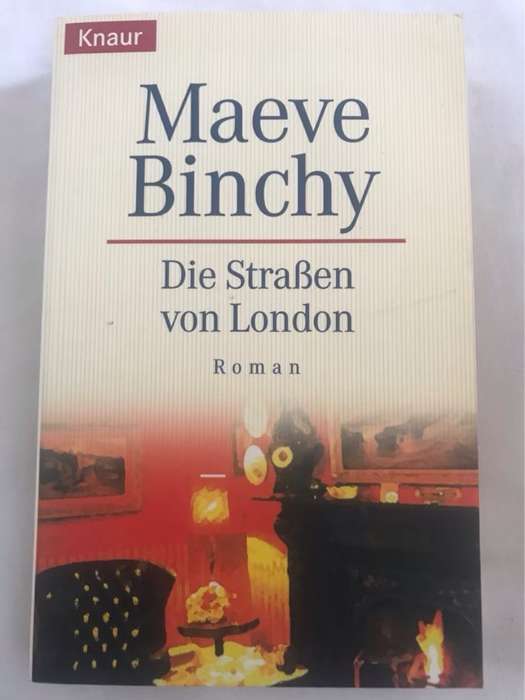 Knaur
Maeve
Binchy
Die Straßen
von London
Roman